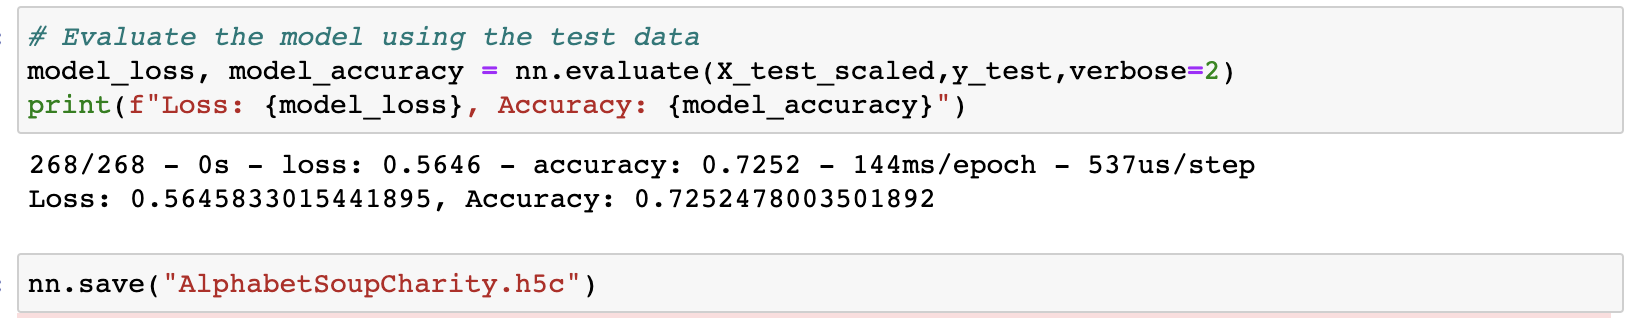 # Evaluate the model using the test data
model_loss, model_accuracy = nn.evaluate(X_test_scaled,y_test,verbose=2)
print(f"Loss: {model_loss}, Accuracy: {model_accuracy}")
268/268 - 0s - loss: 0.5646 - accuracy: 0.7252 - 144ms/epoch - 537us/step
Loss: 0.5645833015441895, Accuracy: 0.7252478003501892
nn.save("AlphabetSoupCharity.h5c")